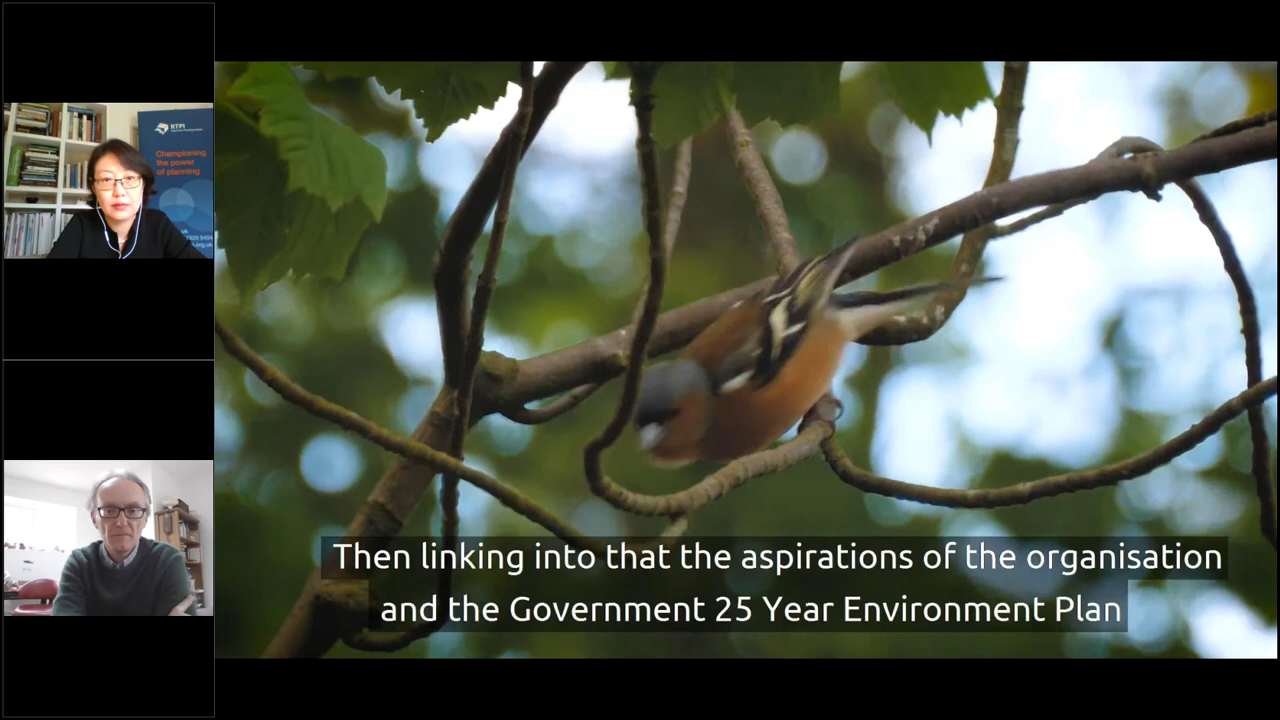 RTPI
Championing
the power
of planning
Then linking into that the aspirations of the organisation
and the Government 25 Year Environment Plan